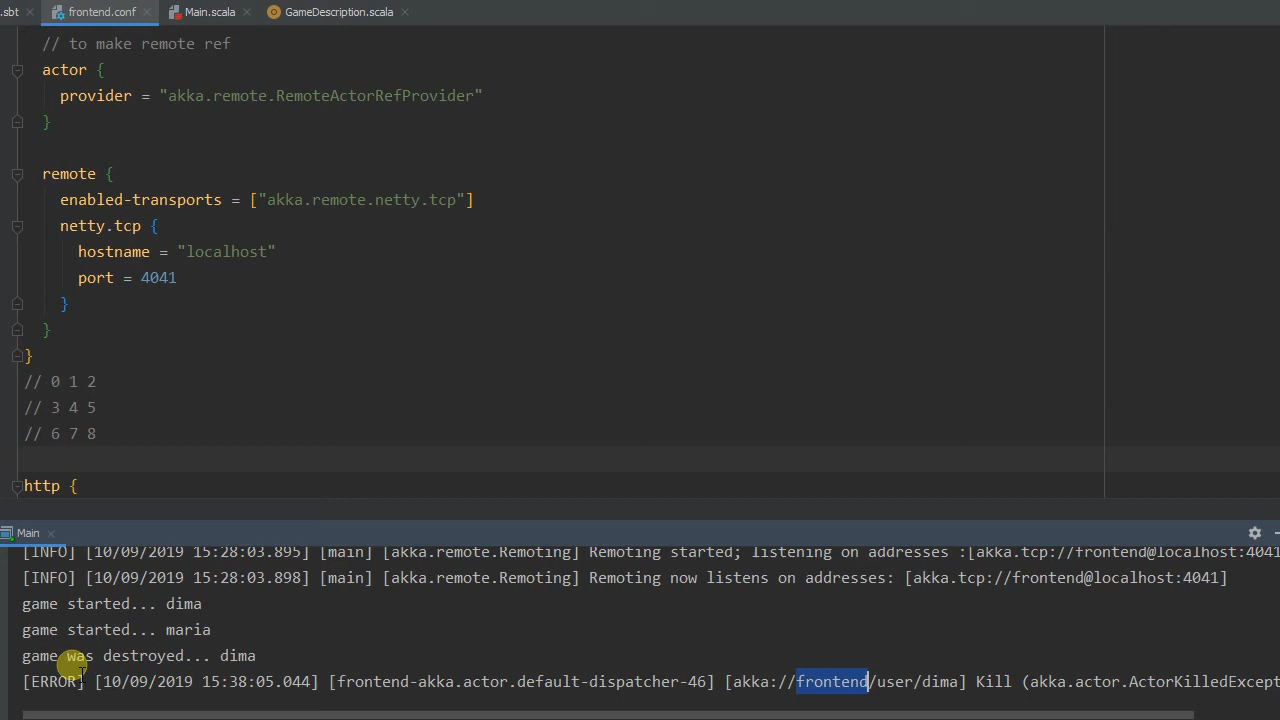 .sbt frontend.conf Main.scala GameDescription.scala
// to make remote ref
actor {
provider = "akka.remote.RemoteActorRefProvider"
}
remote {
enabled-transports = ["akka.remote.netty.tcp"]
netty.tcp {
hostname = "localhost"
port = 4041
}
}
}
// 0 1 2
// 3 4 5
// 6 7 8
http {
Main
[INFO] [10/09/2019 15:28:03.895] [main] [akka.remote.Remoting] Remoting started; listening on addresses :[akka.tcp://frontend@localhost:4041
[INFO] [10/09/2019 15:28:03.898] [main] [akka.remote.Remoting] Remoting now listens on addresses: [akka.tcp://frontend@localhost:4041]
game started... dima
game started... maria
game was destroyed... dima
[ERROR] [10/09/2019 15:38:05.044] [frontend-akka.actor.default-dispatcher-46] [akka://frontend/user/dima] Kill (akka.actor.ActorKilledExcept